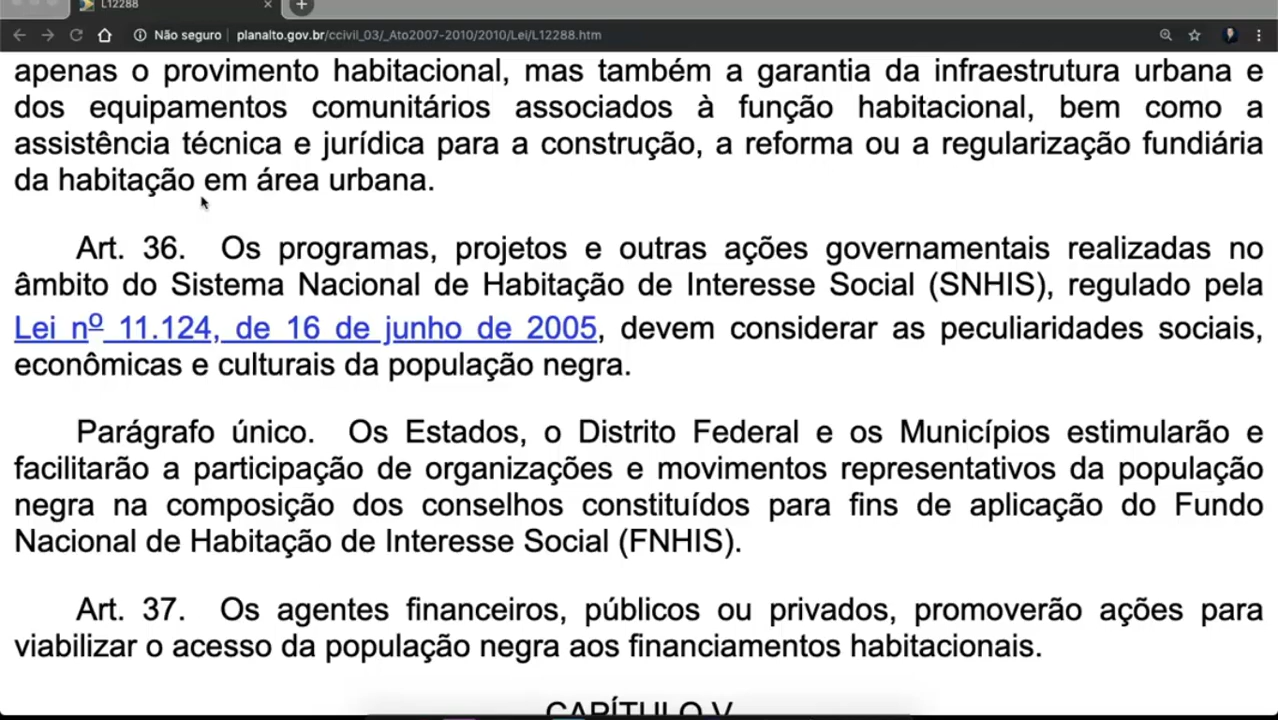 L12288
Não seguro | planalto.gov.br/ccivil_03/_Ato2007-2010/2010/Lei/L12288.htm
apenas o provimento habitacional, mas também a garantia da infraestrutura urbana e
dos equipamentos comunitários associados à função habitacional, bem como a
assistência técnica e jurídica para a construção, a reforma ou a regularização fundiária
da habitação em área urbana.
Art. 36. Os programas, projetos e outras ações governamentais realizadas no
âmbito do Sistema Nacional de Habitação de Interesse Social (SNHIS), regulado pela
Lei nº 11.124, de 16 de junho de 2005, devem considerar as peculiaridades sociais,
econômicas e culturais da população negra.
Parágrafo único. Os Estados, o Distrito Federal e os Municípios estimularão e
facilitarão a participação de organizações e movimentos representativos da população
negra na composição dos conselhos constituídos para fins de aplicação do Fundo
Nacional de Habitação de Interesse Social (FNHIS).
Art. 37. Os agentes financeiros, públicos ou privados, promoverão ações para
viabilizar o acesso da população negra aos financiamentos habitacionais.
CAPÍTULO V